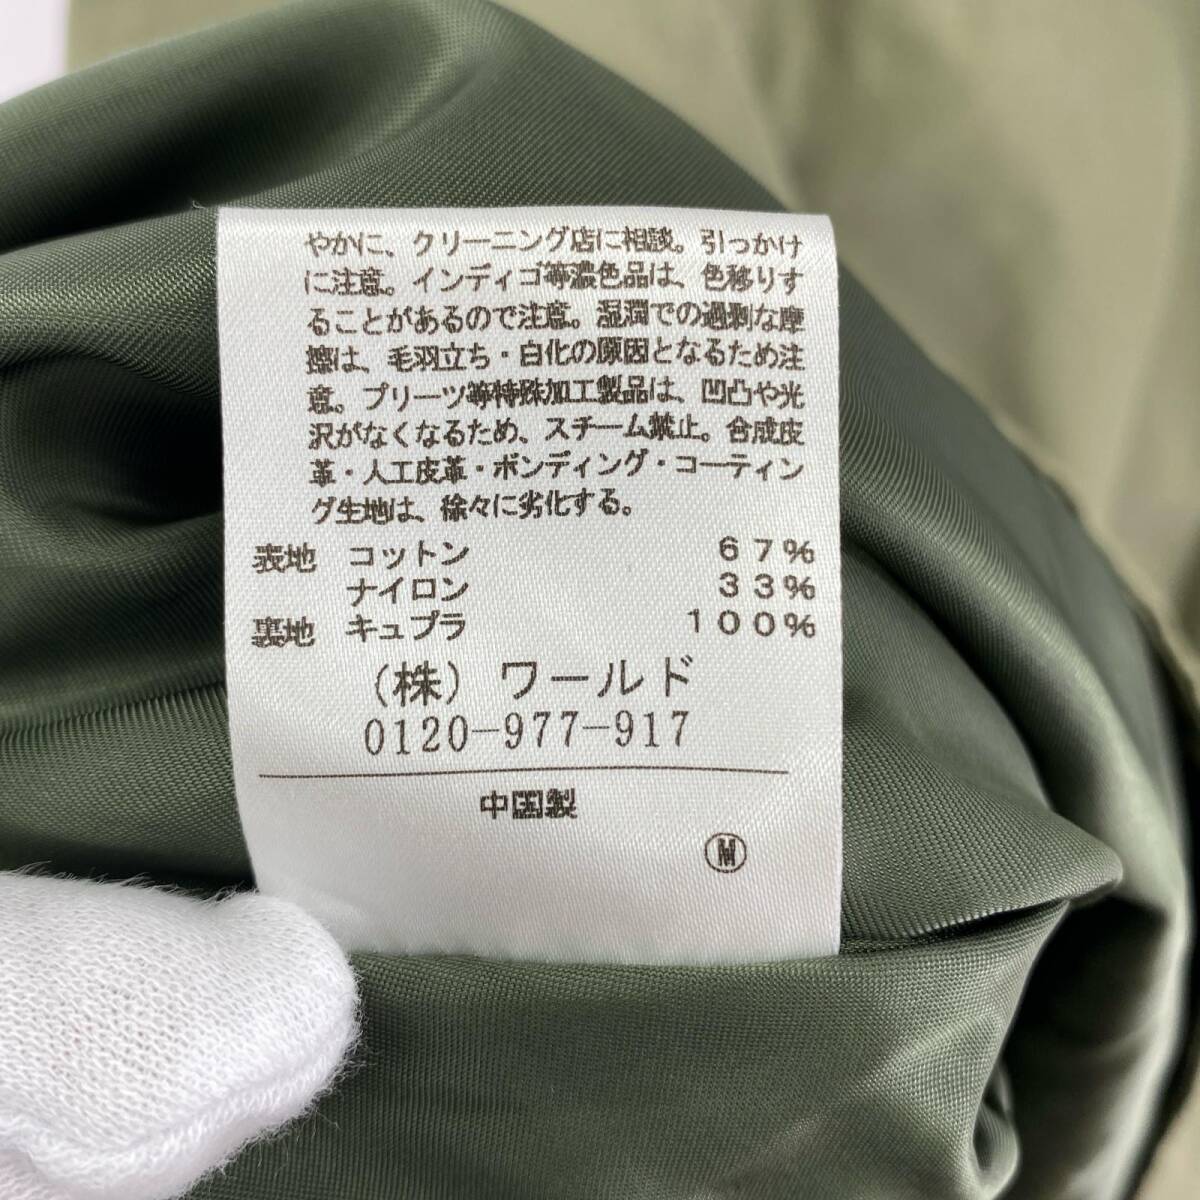 やかに、クリーニング店に相談。引っかけ
に注意。インディゴ等濃色品は、色移りす
ることがあるので注意。湿潤での過剰な摩
擦は、毛羽立ち・白化の原因となるため注
意。プリーツ等特殊加工製品は、凹凸や光
沢がなくなるため、スチーム禁止。合成皮
革・人工皮革・ボンディング・コーティン
グ生地は、徐々に劣化する。
表地 コットン 67%
ナイロン 33%
裏地 キュプラ 100%
(株) ワールド
0120-977-917
中国製
Ⓜ